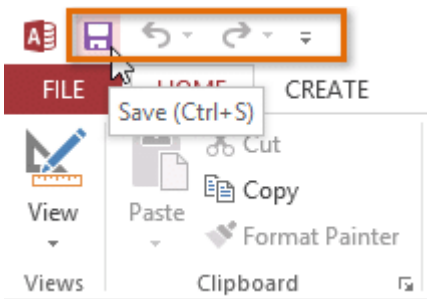 A
FILE HOME CREATE
Save (Ctrl+S)
Cut
Copy
View Paste
Format Painter
Views Clipboard